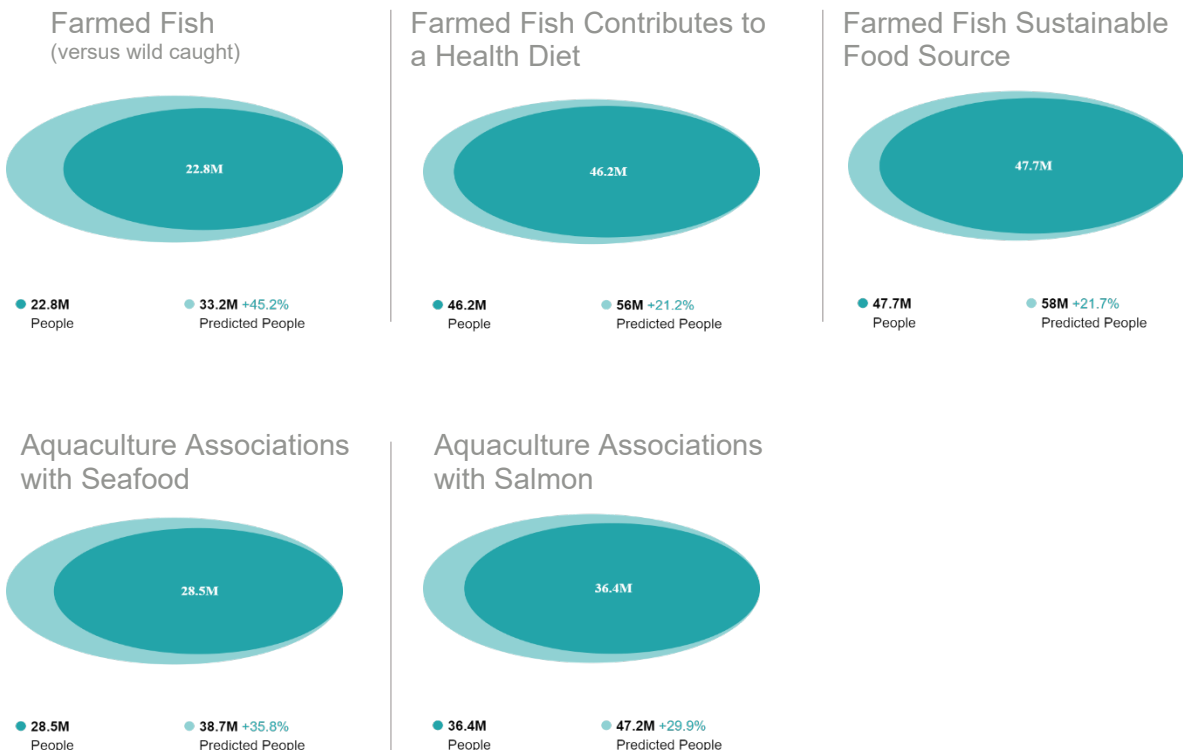 Farmed Fish
(versus wild caught)
22.8M
22.8M
People
33.2M +45.2%
Predicted People
Farmed Fish Contributes to
a Health Diet
46.2M
46.2M
People
56M +21.2%
Predicted People
Farmed Fish Sustainable
Food Source
47.7M
47.7M
People
58M +21.7%
Predicted People
Aquaculture Associations
with Seafood
28.5M
28.5M
People
38.7M +35.8%
Predicted People
Aquaculture Associations
with Salmon
36.4M
36.4M
People
47.2M +29.9%
Predicted People